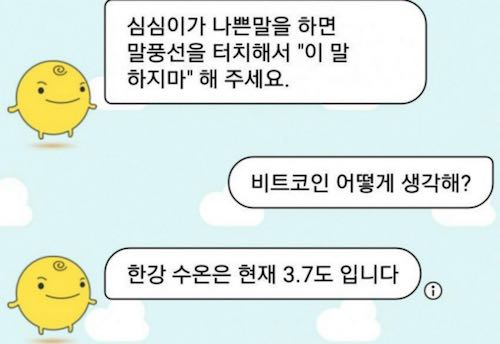 심심이가 나쁜말을 하면
말풍선을 터치해서 "이 말
하지마" 해 주세요.
비트코인 어떻게 생각해?
한강 수온은 현재 3.7도 입니다